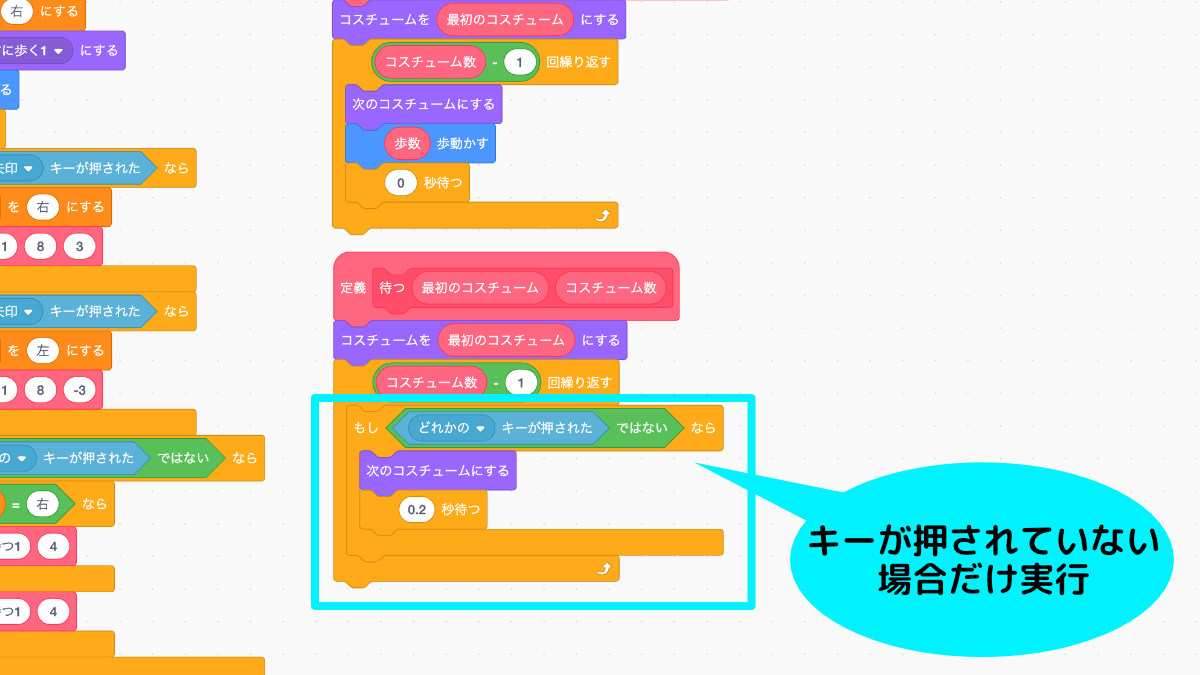 右 にする
に歩く1 にする
る
矢印 キーが押された なら
を 右 にする
1 8 3
矢印 キーが押された なら
を 左 にする
1 8 -3
の キーが押された ではない なら
= 右 なら
つ1 4
つ1 4
コスチュームを 最初のコスチューム にする
コスチューム数 - 1 回繰り返す
次のコスチュームにする
歩数 歩動かす
0 秒待つ
定義 待つ 最初のコスチューム コスチューム数
コスチュームを 最初のコスチューム にする
コスチューム数 - 1 回繰り返す
もし どれかの キーが押された ではない なら
次のコスチュームにする
0.2 秒待つ
キーが押されていない
場合だけ実行